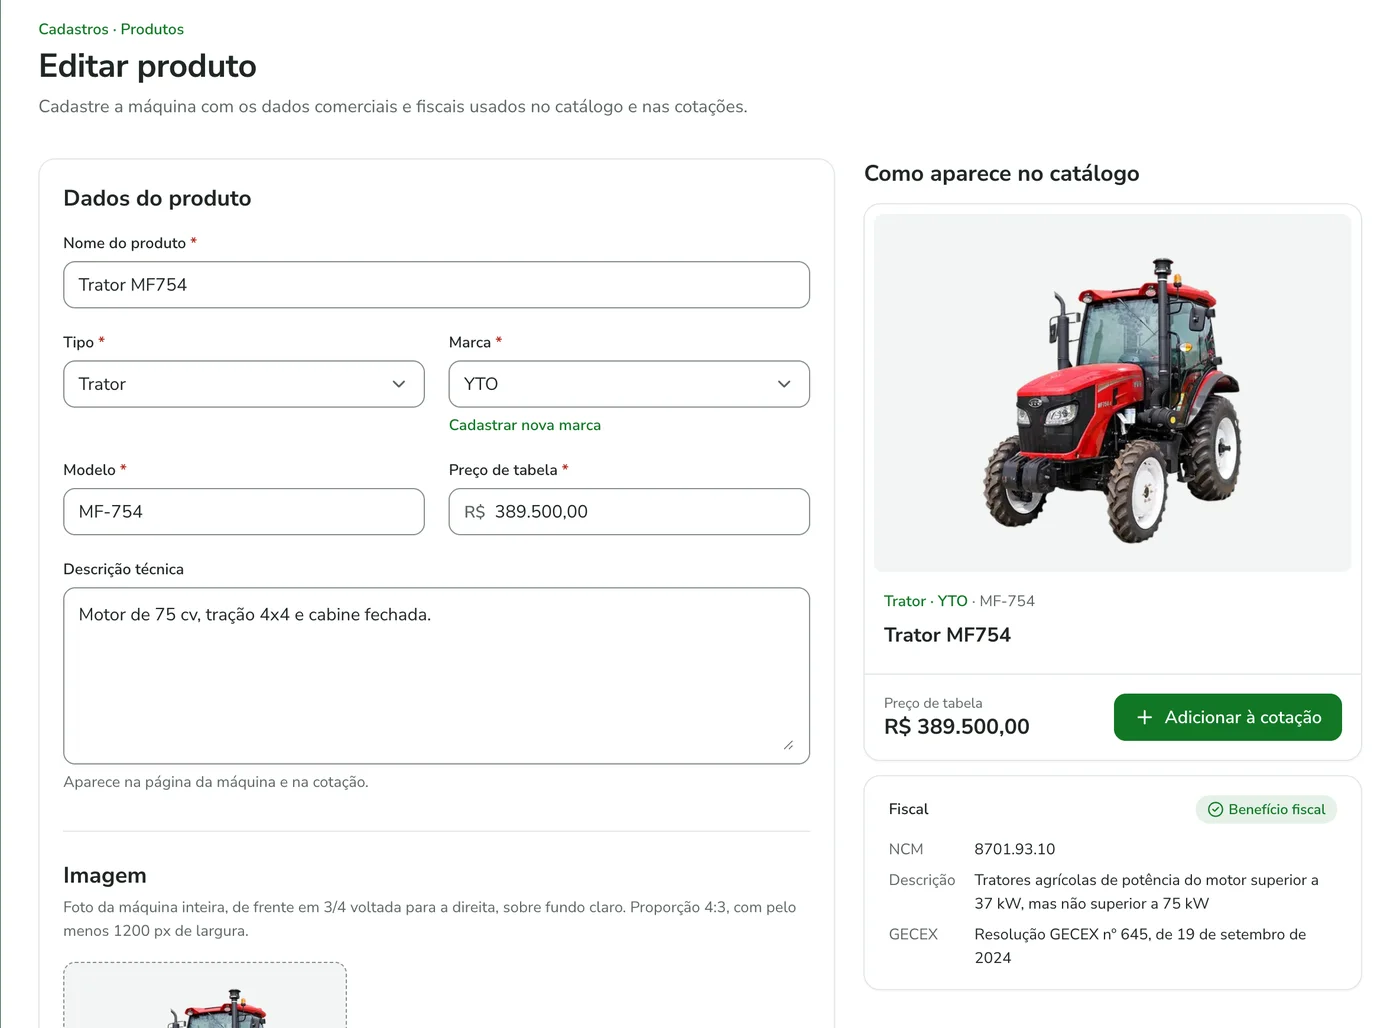 Cadastros · Produtos
Editar produto
Cadastre a máquina com os dados comerciais e fiscais usados no catálogo e nas cotações.
Dados do produto
Nome do produto *
Trator MF754
Tipo *
Marca *
Trator
YTO
Cadastrar nova marca
Modelo *
Preço de tabela *
MF-754
R$ 389.500,00
Descrição técnica
Motor de 75 cv, tração 4x4 e cabine fechada.
Aparece na página da máquina e na cotação.
Imagem
Foto da máquina inteira, de frente em 3/4 voltada para a direita, sobre fundo claro. Proporção 4:3, com pelo
menos 1200 px de largura.
Como aparece no catálogo
Trator · YTO · MF-754
Trator MF754
Preço de tabela
R$ 389.500,00
Adicionar à cotação
Fiscal
Benefício fiscal
NCM
8701.93.10
Descrição
Tratores agrícolas de potência do motor superior a
37 kW, mas não superior a 75 kW
GECEX
Resolução GECEX nº 645, de 19 de setembro de
2024